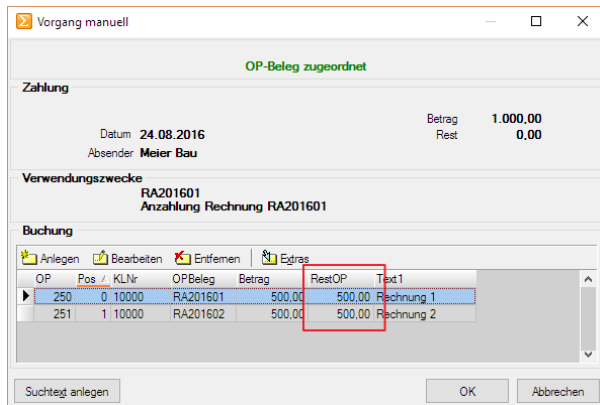 Vorgang manuell
OP-Beleg zugeordnet
Zahlung
Betrag 1.000,00
Datum 24.08.2016 Rest 0,00
Absender Meier Bau
Verwendungszwecke
RA201601
Anzahlung Rechnung RA201601
Buchung
Anlegen Bearbeiten Entfernen Extras
OP Pos KLNr OPBeleg Betrag RestOP Text1
250 0 10000 RA201601 500,00 500,00 Rechnung 1
251 1 10000 RA201602 500,00 500,00 Rechnung 2
Suchtext anlegen OK Abbrechen